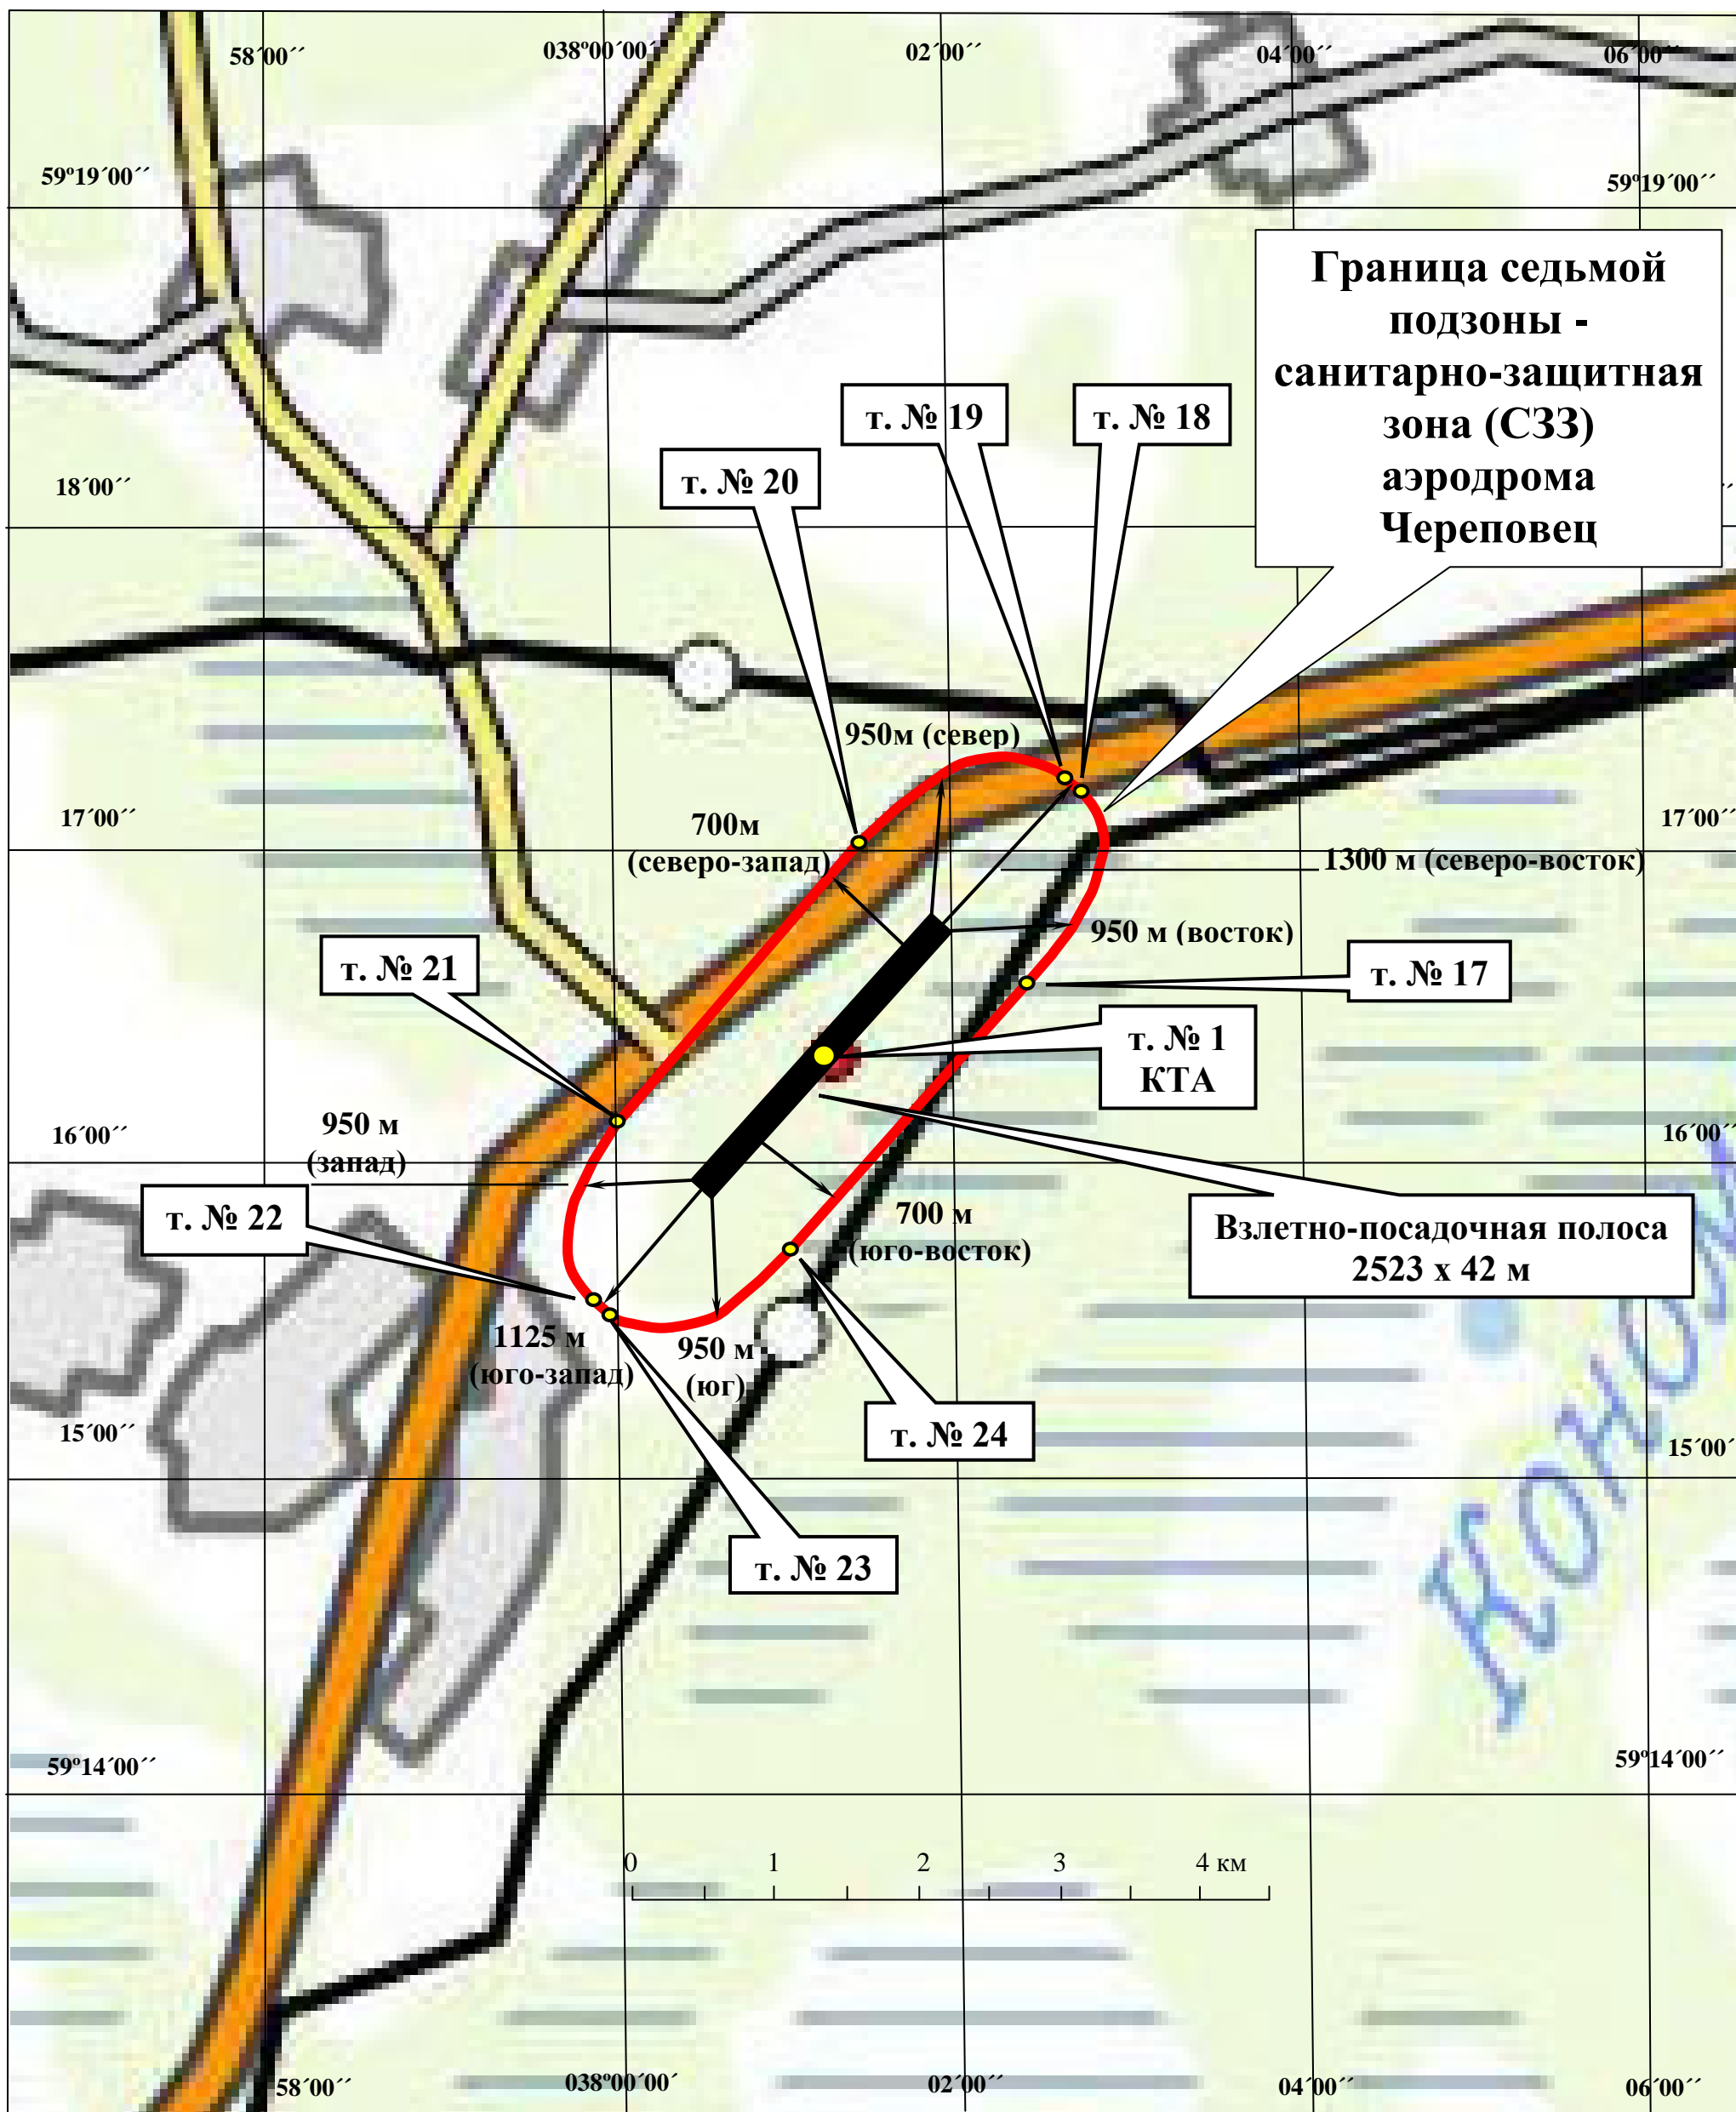 58´00´´
038º00´00´
02´00´´
04´00´´
06´00´´
59º19´00´´
59º19´00´´
Граница седьмой
подзоны -
санитарно-защитная
зона (СЗЗ)
аэродрома
Череповец
т. № 19
т. № 18
т. № 20
18´00´´
950м (север)
17´00´´
700м
(северо-запад)
17´00´´
1300 м (северо-восток)
950 м (восток)
т. № 21
т. № 17
т. № 1
КТА
950 м
(запад)
16´00´´
16´00´´
т. № 22
700 м
(юго-восток)
Взлетно-посадочная полоса
2523 х 42 м
1125 м
(юго-запад)
950 м
(юг)
15´00´´
т. № 24
15´00´
т. № 23
59º14´00´´
59º14´00´´
0 1 2 3 4 км
58´00´´
038º00´00´
02´00´´
04´00´´
06´00´´